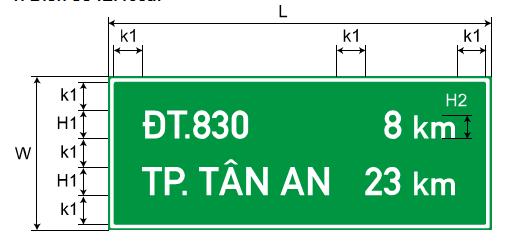 L
k1 k1 k1
k1
H1
k1
H1
k1
W
H2
ĐT.830 8 km
TP. TÂN AN 23 km